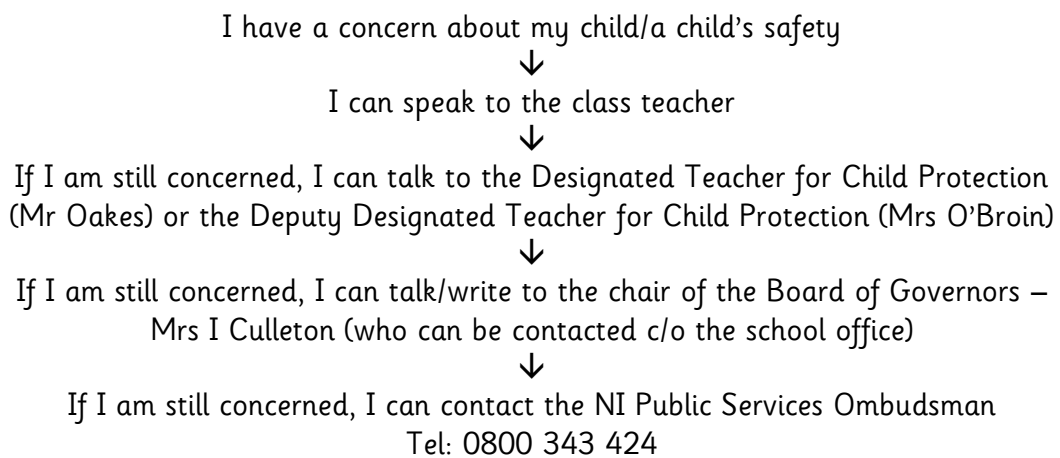 I have a concern about my child/a child's safety
↓
I can speak to the class teacher
↓
If I am still concerned, I can talk to the Designated Teacher for Child Protection
(Mr Oakes) or the Deputy Designated Teacher for Child Protection (Mrs O'Broin)
↓
If I am still concerned, I can talk/write to the chair of the Board of Governors –
Mrs I Culleton (who can be contacted c/o the school office)
↓
If I am still concerned, I can contact the NI Public Services Ombudsman
Tel: 0800 343 424